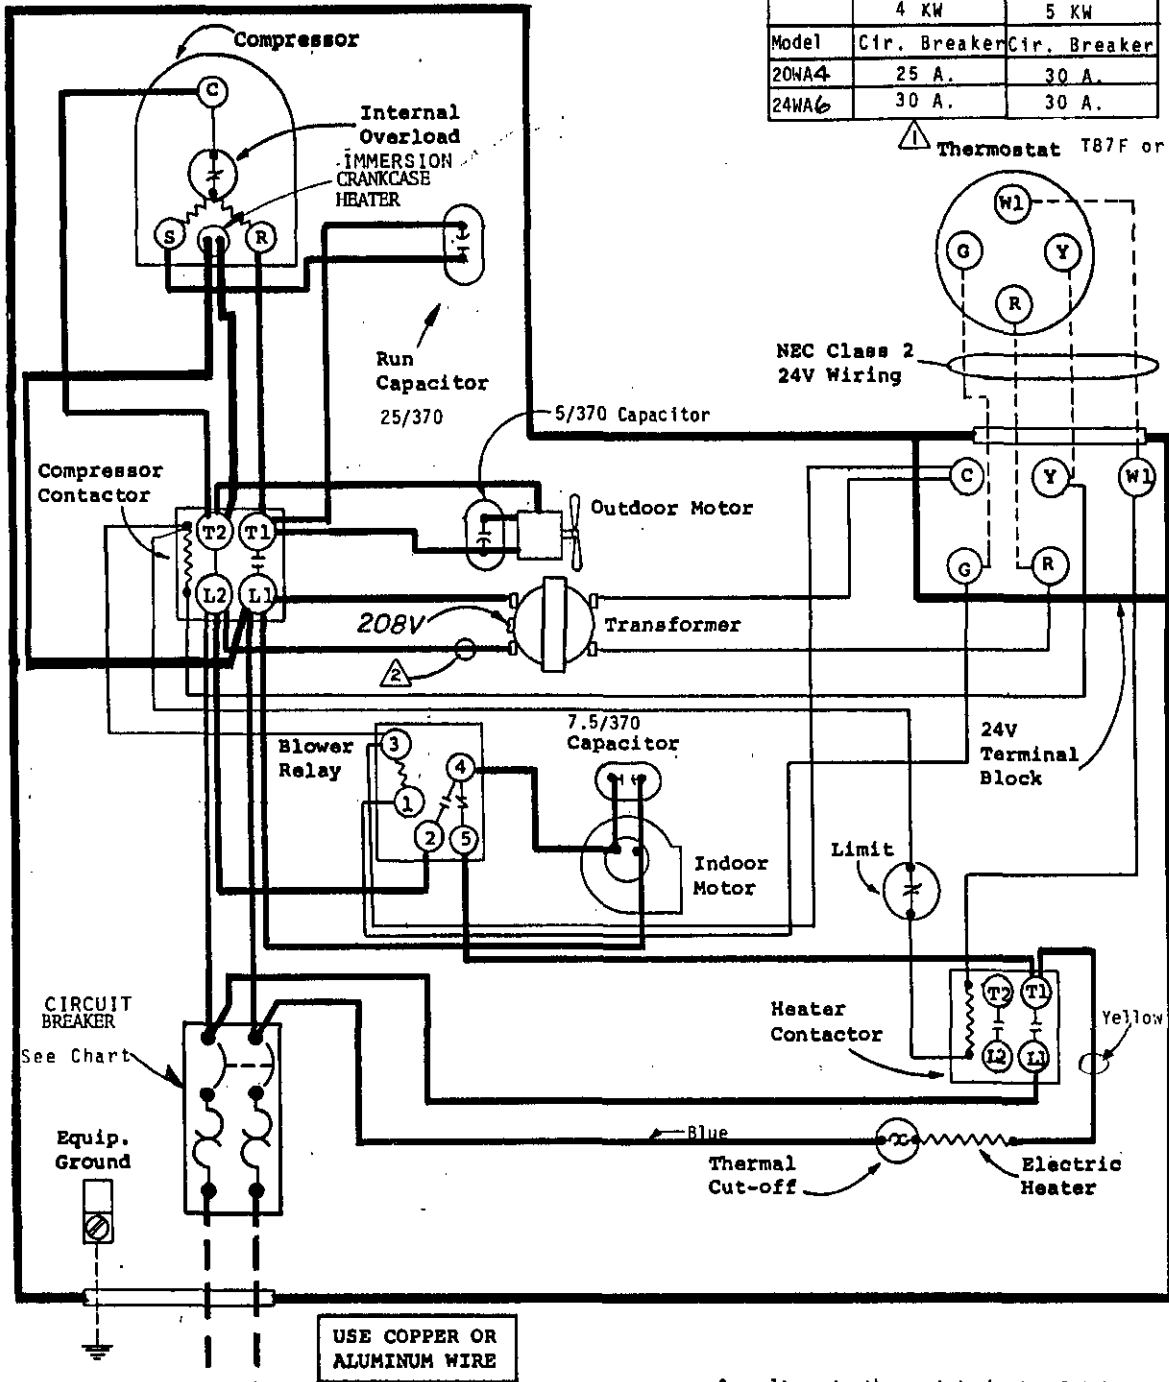 4 KW 5 KW
Model Cir. Breaker Cir. Breaker
20WA4 25 A. 30 A.
24WA6 30 A. 30 A.
Compressor
C
Internal
Overload
IMMERSION
CRANKCASE
HEATER
S R
1
Thermostat T87F or
W1
G Y
R
NEC Class 2
24V Wiring
Run
Capacitor
25/370
5/370 Capacitor
Compressor
Contactor
T2 T1
L2 L1
Outdoor Motor
C Y W1
G R
208V
Transformer
2
24V
Terminal
Block
Blower
Relay
3
4
1
2 5
7.5/370
Capacitor
Indoor
Motor
Limit
Heater
Contactor
T2 T1
L2 L1
Yellow
CIRCUIT
BREAKER
See Chart
Blue
Thermal
Cut-off
Electric
Heater
Equip.
Ground
USE COPPER OR
ALUMINUM WIRE